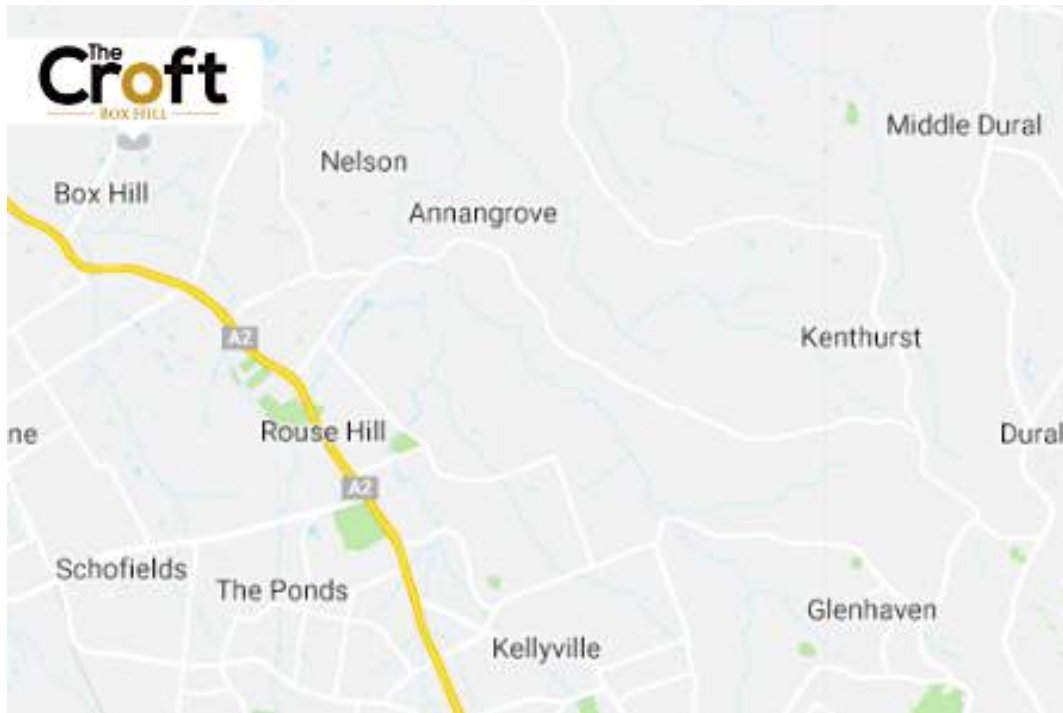 The
Croft
BOX HILL
Middle Dural
Nelson
Box Hill
Annangrove
A2
Kenthurst
ne
Rouse Hill
Dural
A2
Schofields
The Ponds
Glenhaven
Kellyville